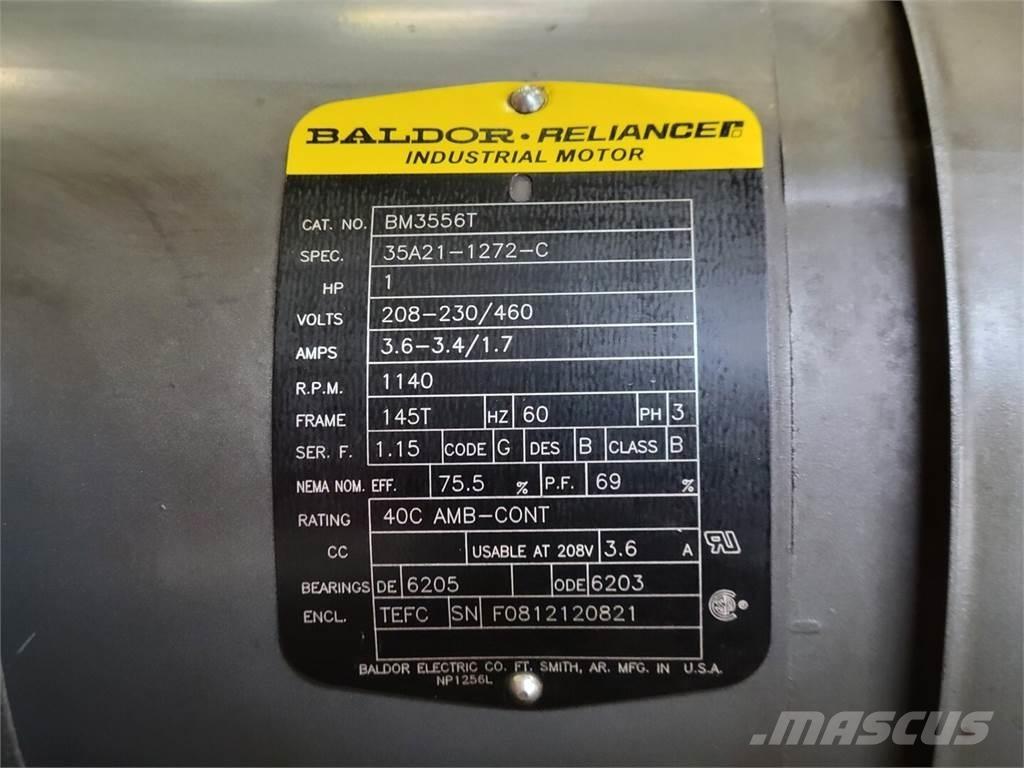 BALDOR • RELIANCE
INDUSTRIAL MOTOR
CAT. NO. BM3556T
SPEC. 35A21-1272-C
HP 1
VOLTS 208-230/460
AMPS 3.6-3.4/1.7
R.P.M. 1140
FRAME 145T HZ 60 PH 3
SER. F. 1.15 CODE G DES B CLASS B
NEMA NOM. EFF. 75.5 % P.F. 69 %
RATING 40C AMB-CONT
CC USABLE AT 208V 3.6 A
BEARINGS DE 6205 ODE 6203
ENCL. TEFC SN F0812120821
BALDOR ELECTRIC CO. FT. SMITH, AR. MFG. IN U.S.A.
NP1256L
MASCUS